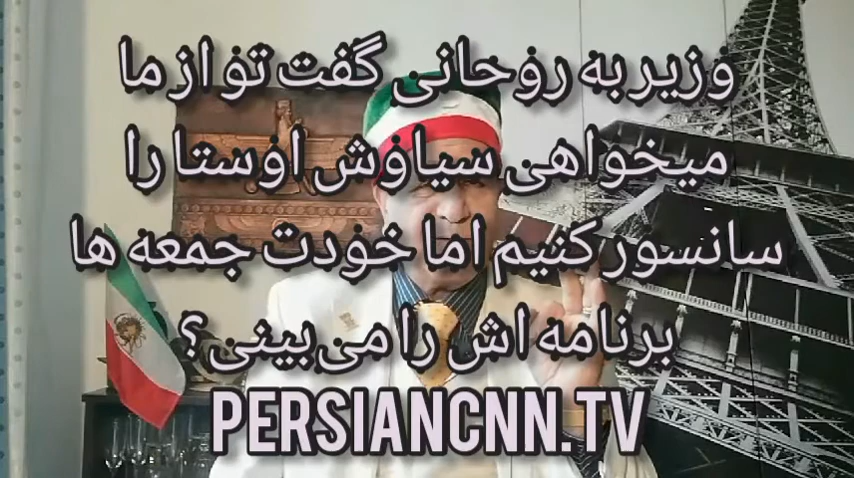 وزیر به روحانی گفت تو از ما
میخواهی سیاوش اوستا را
سانسور کنیم اما خودت جمعه ها
برنامه اش را می بینی؟
PERSIANCNN.TV